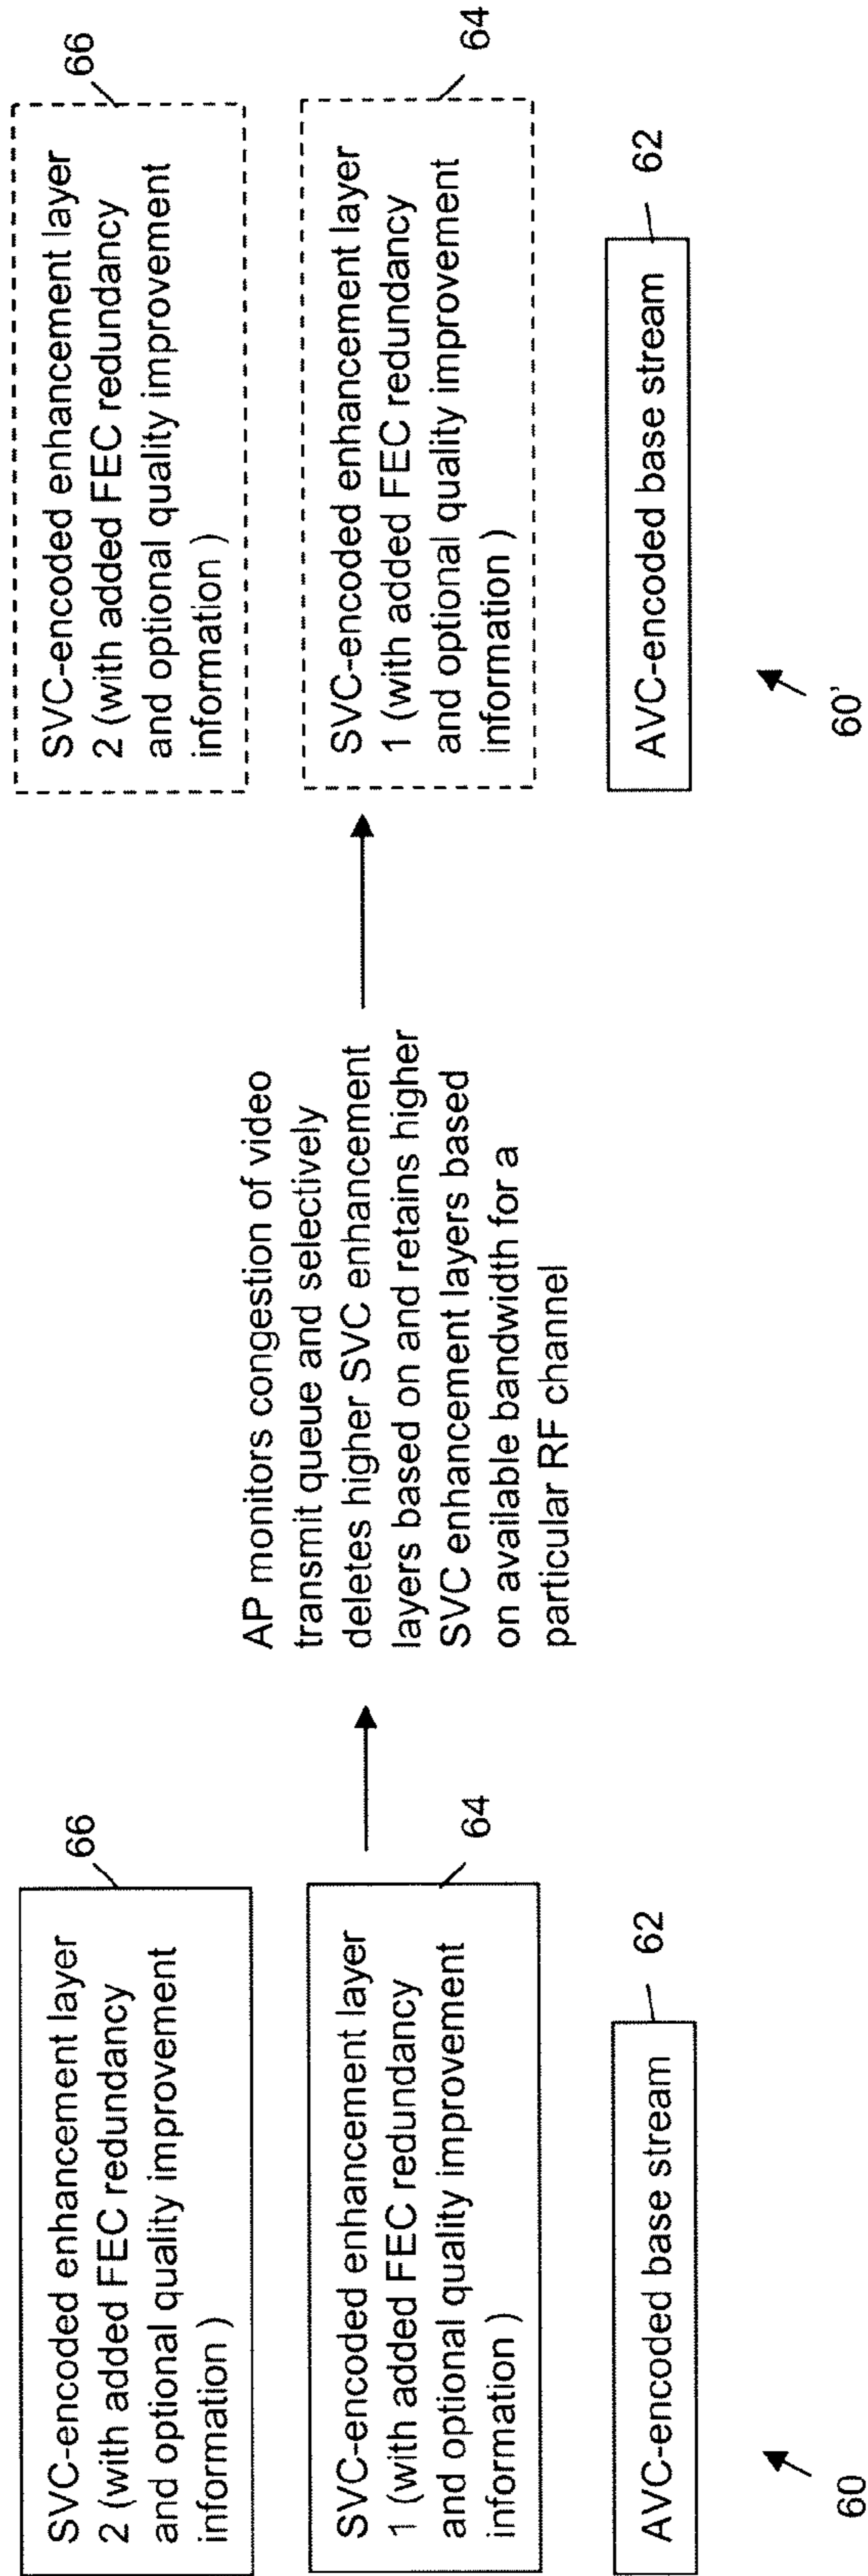 SVC-encoded enhancement layer
2 (with added FEC redundancy
and optional quality improvement
information )
66
SVC-encoded enhancement layer
1 (with added FEC redundancy
and optional quality improvement
information )
64
AVC-encoded base stream
62
60
AP monitors congestion of video
transmit queue and selectively
deletes higher SVC enhancement
layers based on and retains higher
SVC enhancement layers based
on available bandwidth for a
particular RF channel
SVC-encoded enhancement layer
2 (with added FEC redundancy
and optional quality improvement
information )
66
SVC-encoded enhancement layer
1 (with added FEC redundancy
and optional quality improvement
information )
64
AVC-encoded base stream
62
60'